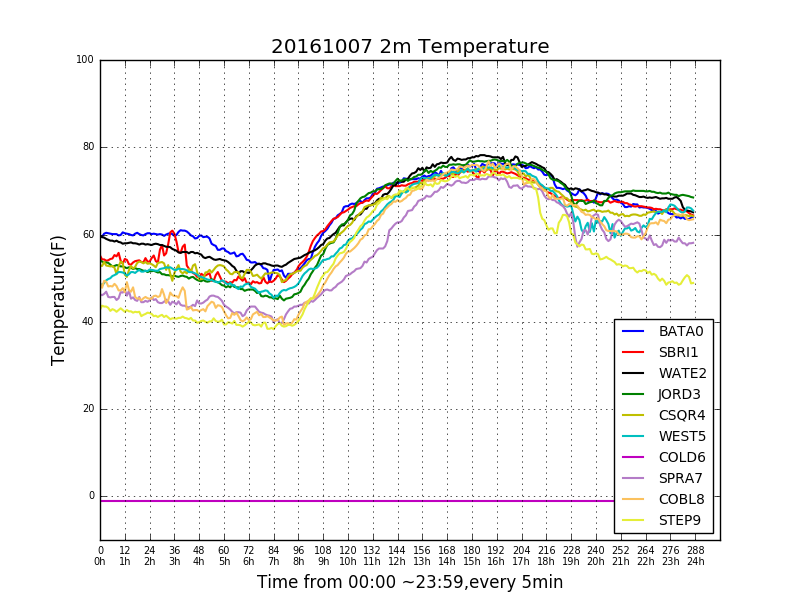 20161007 2m Temperature
100
80
60
40
20
0
Temperature(F)
BATA0
SBRI1
WATE2
JORD3
CSQR4
WEST5
COLD6
SPRA7
COBL8
STEP9
0 12 24 36 48 60 72 84 96 108 120 132 144 156 168 180 192 204 216 228 240 252 264 276 288
0h 1h 2h 3h 4h 5h 6h 7h 8h 9h 10h 11h 12h 13h 14h 15h 16h 17h 18h 19h 20h 21h 22h 23h 24h
Time from 00:00 ~23:59,every 5min